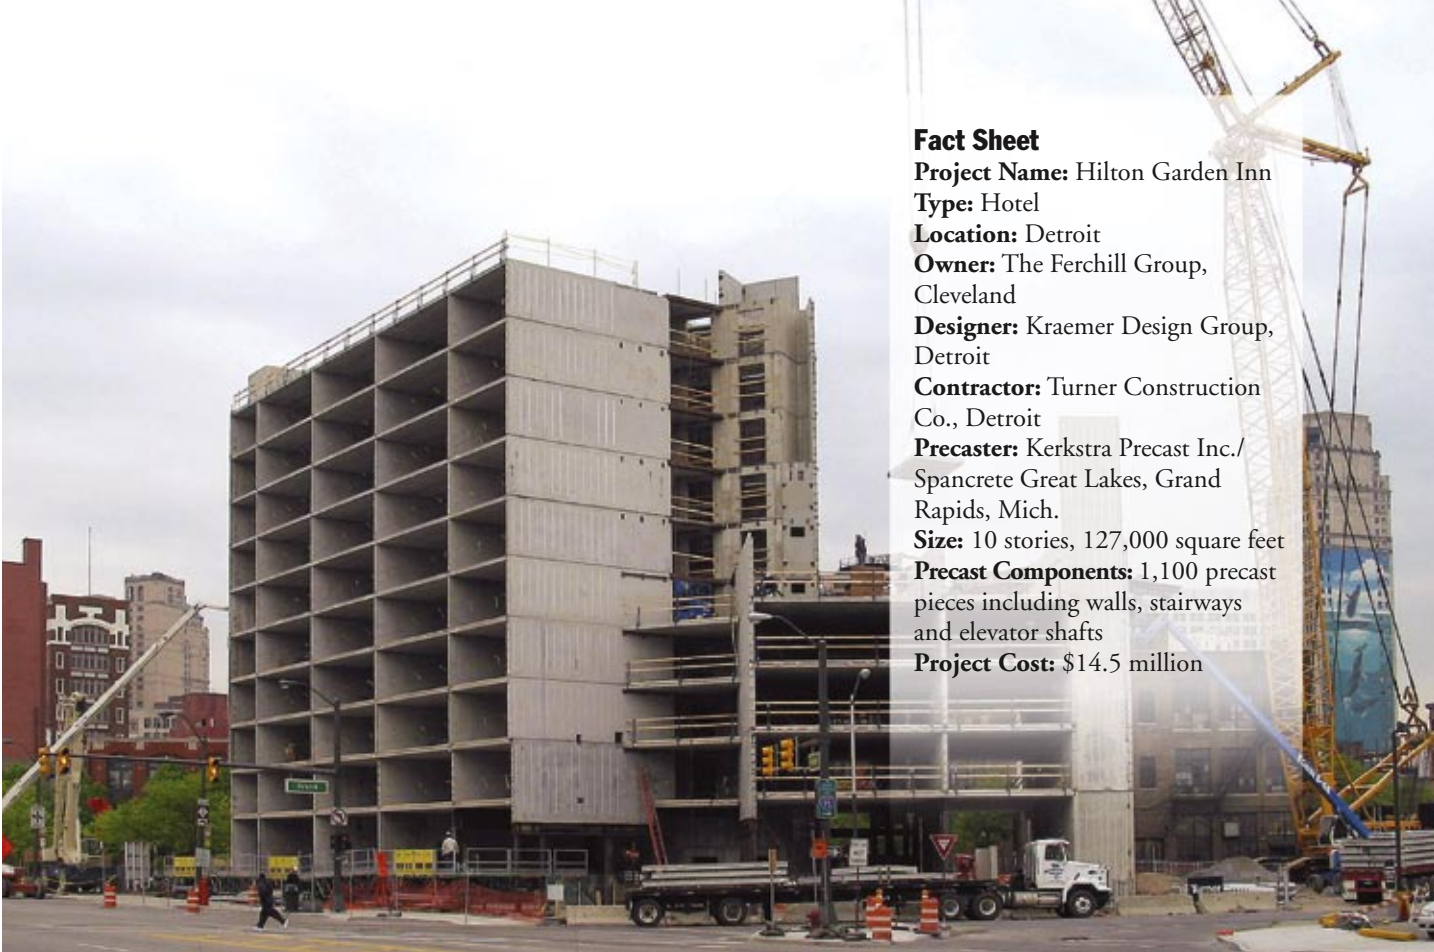 Fact Sheet
Project Name: Hilton Garden Inn
Type: Hotel
Location: Detroit
Owner: The Ferchill Group,
Cleveland
Designer: Kraemer Design Group,
Detroit
Contractor: Turner Construction
Co., Detroit
Precaster: Kerkstra Precast Inc./
Spancrete Great Lakes, Grand
Rapids, Mich.
Size: 10 stories, 127,000 square feet
Precast Components: 1,100 precast
pieces including walls, stairways
and elevator shafts
Project Cost: $14.5 million